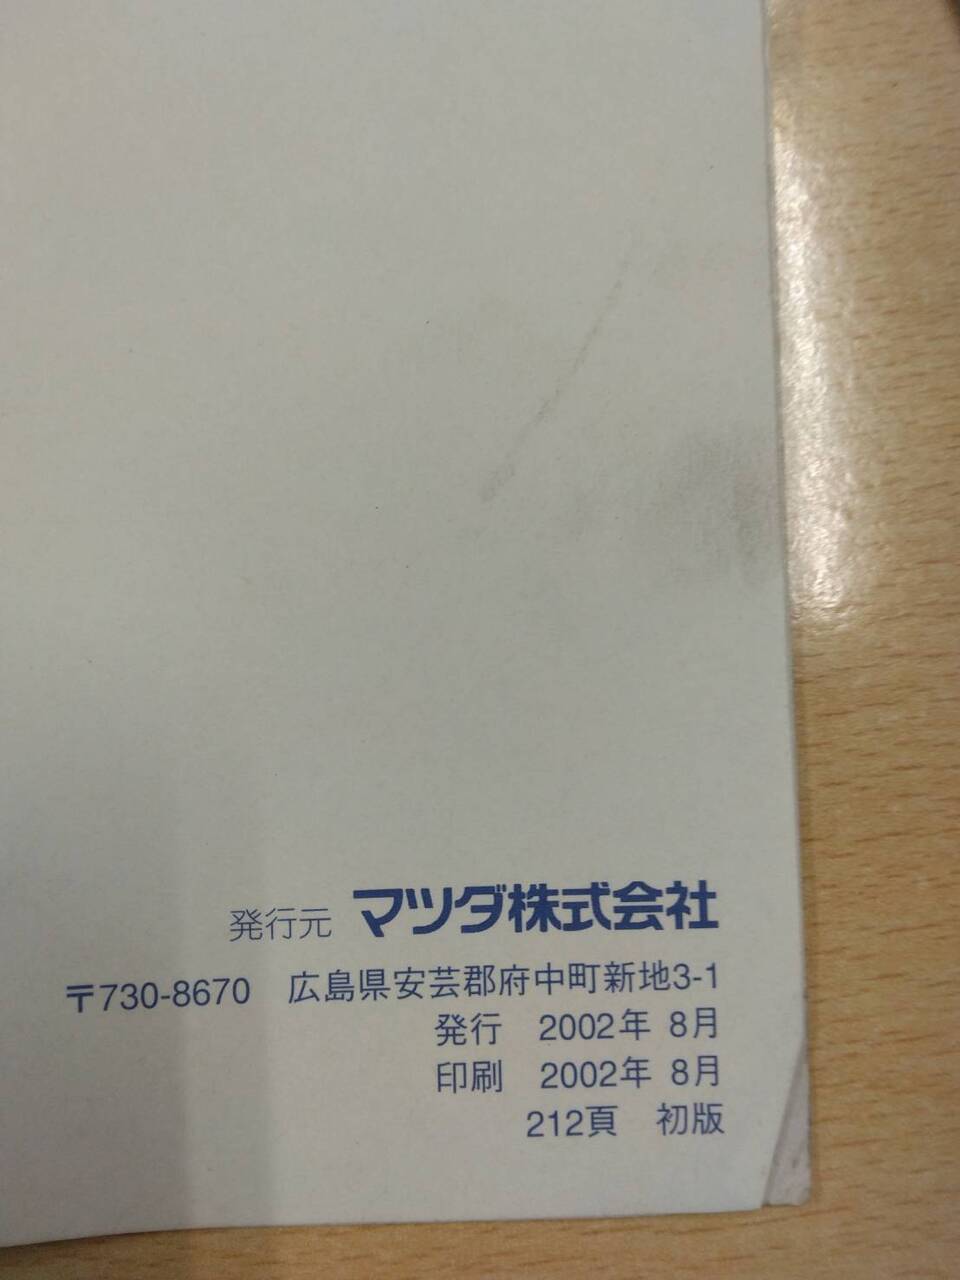 発行元 マツダ株式会社
〒730-8670 広島県安芸郡府中町新地3-1
発行 2002年 8月
印刷 2002年 8月
212頁 初版